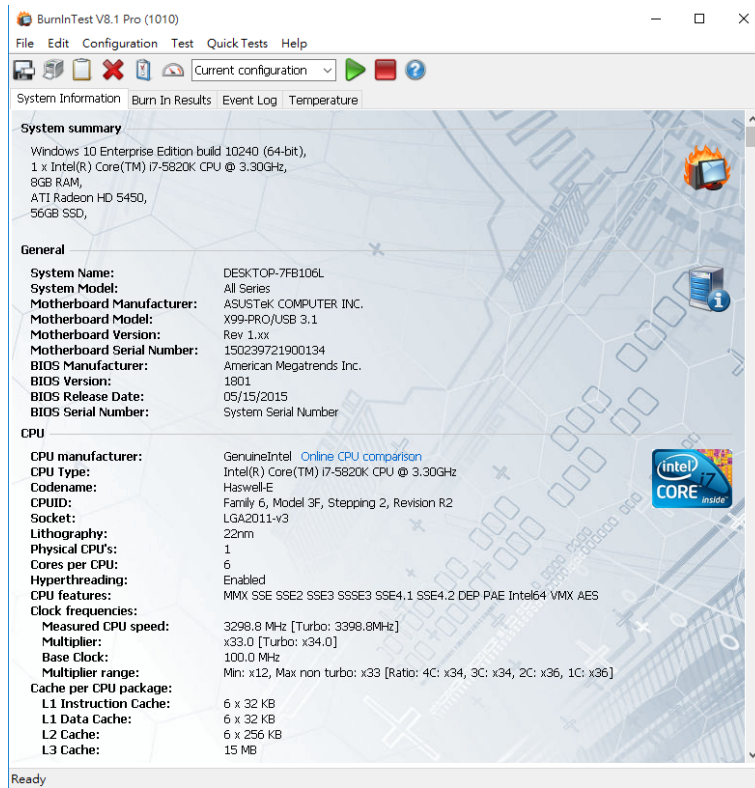 BurnInTest V8.1 Pro (1010)
File Edit Configuration Test Quick Tests Help
Current configuration
System Information Burn In Results Event Log Temperature
System summary
Windows 10 Enterprise Edition build 10240 (64-bit),
1 x Intel(R) Core(TM) i7-5820K CPU @ 3.30GHz,
8GB RAM,
ATI Radeon HD 5450,
56GB SSD,
General
System Name: DESKTOP-7FB106L
System Model: All Series
Motherboard Manufacturer: ASUSTeK COMPUTER INC.
Motherboard Model: X99-PRO/USB 3.1
Motherboard Version: Rev 1.xx
Motherboard Serial Number: 150239721900134
BIOS Manufacturer: American Megatrends Inc.
BIOS Version: 1801
BIOS Release Date: 05/15/2015
BIOS Serial Number: System Serial Number
CPU
CPU manufacturer: GenuineIntel Online CPU comparison
CPU Type: Intel(R) Core(TM) i7-5820K CPU @ 3.30GHz
Codename: Haswell-E
CPUID: Family 6, Model 3F, Stepping 2, Revision R2
Socket: LGA2011-v3
Lithography: 22nm
Physical CPU's: 1
Cores per CPU: 6
Hyperthreading: Enabled
CPU features: MMX SSE SSE2 SSE3 SSSE3 SSE4.1 SSE4.2 DEP PAE Intel64 VMX AES
Clock frequencies:
Measured CPU speed: 3298.8 MHz [Turbo: 3398.8MHz]
Multiplier: x33.0 [Turbo: x34.0]
Base Clock: 100.0 MHz
Multiplier range: Min: x12, Max non turbo: x33 [Ratio: 4C: x34, 3C: x34, 2C: x36, 1C: x36]
Cache per CPU package:
L1 Instruction Cache: 6 x 32 KB
L1 Data Cache: 6 x 32 KB
L2 Cache: 6 x 256 KB
L3 Cache: 15 MB
(intel)
i7
CORE inside™
Ready